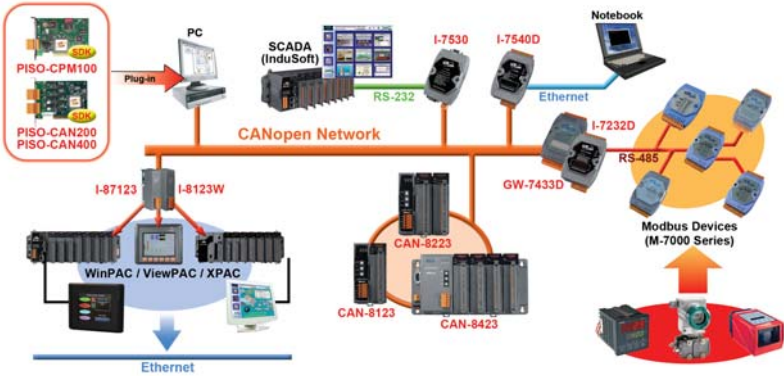 SDK
PISO-CPM100
SDK
PISO-CAN200
PISO-CAN400
Plug-in
PC
SCADA
(InduSoft)
RS-232
I-7530
I-7540D
Ethernet
Notebook
CANopen Network
I-7232D
RS-485
GW-7433D
Modbus Devices
(M-7000 Series)
I-87123
I-8123W
WinPAC / ViewPAC / XPAC
Ethernet
CAN-8223
CAN-8123
CAN-8423